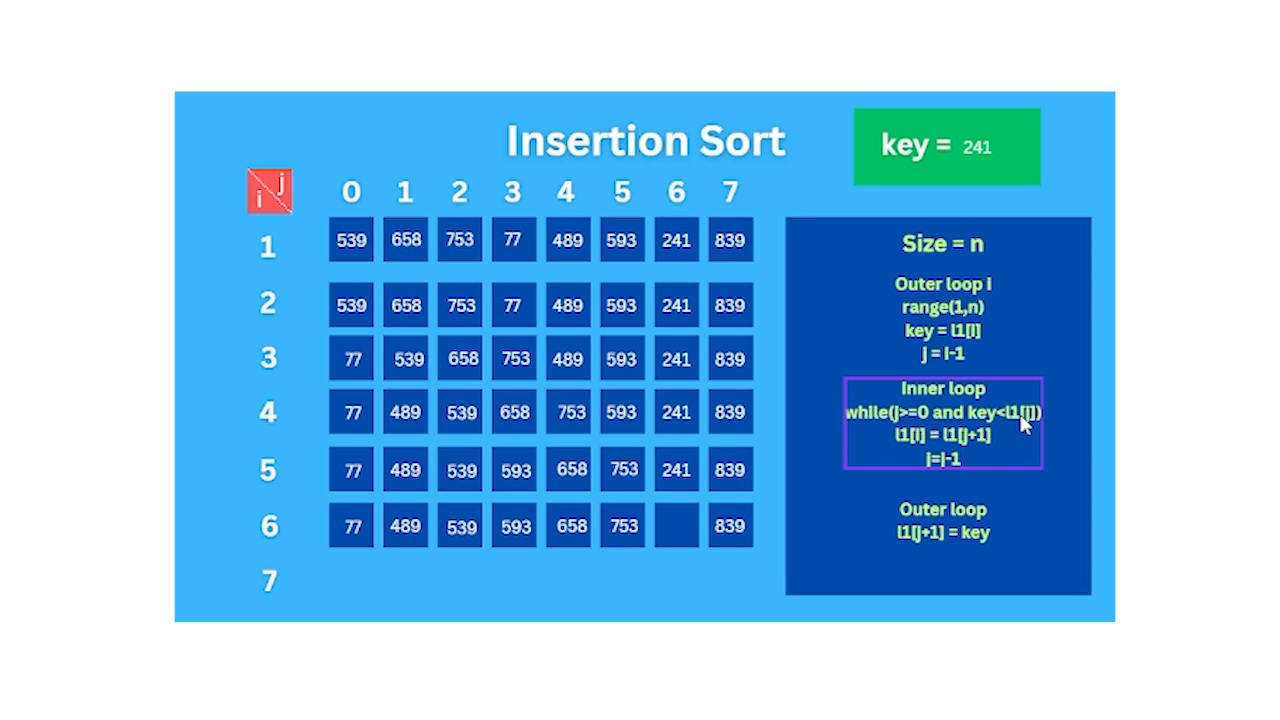 Insertion Sort
key = 241
i j
0 1 2 3 4 5 6 7
1 539 658 753 77 489 593 241 839
2 539 658 753 77 489 593 241 839
3 77 539 658 753 489 593 241 839
4 77 489 539 658 753 593 241 839
5 77 489 539 593 658 753 241 839
6 77 489 539 593 658 753 839
7
Size = n
Outer loop i
range(1,n)
key = l1[i]
j = i-1
Inner loop
while(j>=0 and key<l1[j])
l1[i] = l1[j+1]
j=j-1
Outer loop
l1[j+1] = key